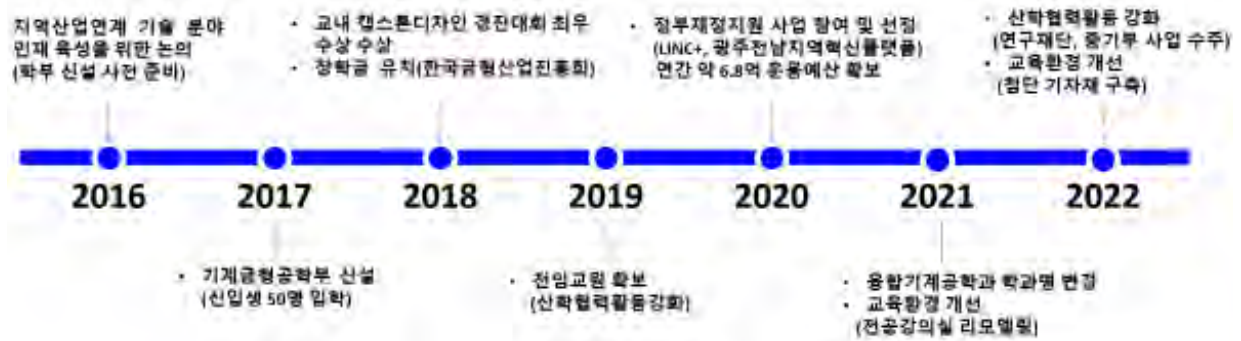 지역산업연계 기술 분야
인재 육성을 위한 논의
(학부 신설 사전 준비)
• 교내 캡스톤디자인 경진대회 최우
수상 수상
• 장학금 유치(한국금형산업진흥회)
• 정부재정지원 사업 참여 및 선정
(LINC+, 광주전남지역혁신플랫폼)
연간 약 6.8억 운용예산 확보
• 산학협력활동 강화
(연구재단, 중기부 사업 수주)
• 교육환경 개선
(첨단 기자재 구축)
2016 2017 2018 2019 2020 2021 2022
• 기계금형공학부 신설
(신입생 50명 입학)
• 전임교원 확보
(산학협력활동강화)
• 융합기계공학과 학과명 변경
• 교육환경 개선
(전공강의실 리모델링)